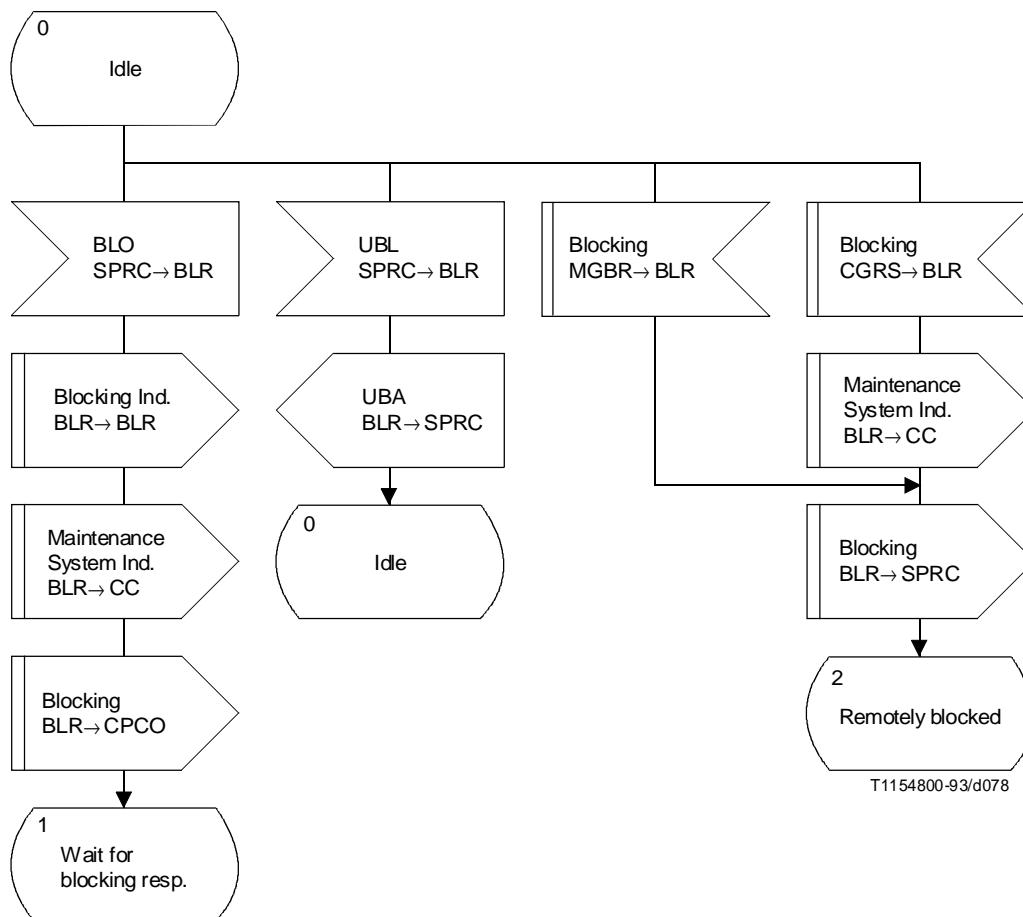 0
Idle
BLO
SPRC→BLR
UBL
SPRC→BLR
Blocking
MGBR→BLR
Blocking
CGRS→BLR
Blocking Ind.
BLR→BLR
UBA
BLR→SPRC
Maintenance
System Ind.
BLR→CC
Maintenance
System Ind.
BLR→CC
0
Idle
Blocking
BLR→SPRC
Blocking
BLR→CPCO
2
Remotely blocked
T1154800-93/d078
1
Wait for
blocking resp.